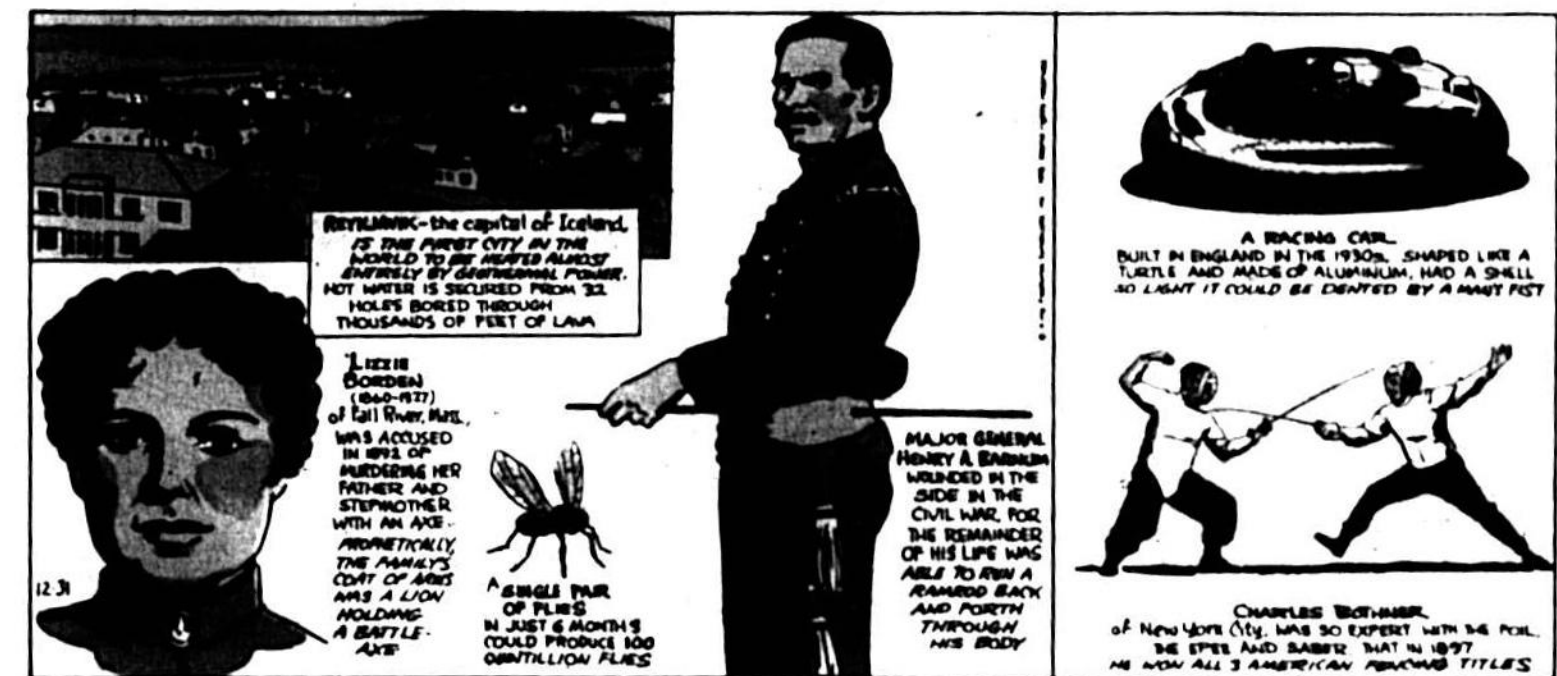 REYKJAVIK-the capital of Iceland,
IS THE FIRST CITY IN THE
WORLD TO BE HEATED ALMOST
ENTIRELY BY GEOTHERMAL POWER.
HOT WATER IS SECURED FROM 32
HOLES BORED THROUGH
THOUSANDS OF FEET OF LAVA
LIZZIE
BORDEN
(1860-1927)
of Fall River, Mass.,
WAS ACCUSED
IN 1892 OF
MURDERING HER
FATHER AND
STEPMOTHER
WITH AN AXE.
PROPHETICALLY,
THE FAMILY'S
COAT OF ARMS
WAS A LION
HOLDING
A BATTLE-
AXE
12-31
A SINGLE PAIR
OF FLIES
IN JUST 6 MONTHS
COULD PRODUCE 100
QENTILLION FLIES
MAJOR GENERAL
HENRY A. BARNUM
WOUNDED IN THE
SIDE IN THE
CIVIL WAR, FOR
THE REMAINDER
OF HIS LIFE WAS
ABLE TO RUN A
RAMROD BACK
AND FORTH
THROUGH
HIS BODY
A RACING CAR
BUILT IN ENGLAND IN THE 1930s, SHAPED LIKE A
TURTLE AND MADE OF ALUMINUM, HAD A SHELL
SO LIGHT IT COULD BE DENTED BY A MAN'S FIST
CHARLES BOTHNER
of New York City, WAS SO EXPERT WITH THE FOIL,
THE EPEE AND SABER THAT IN 1897
HE WON ALL 3 AMERICAN FENCING TITLES